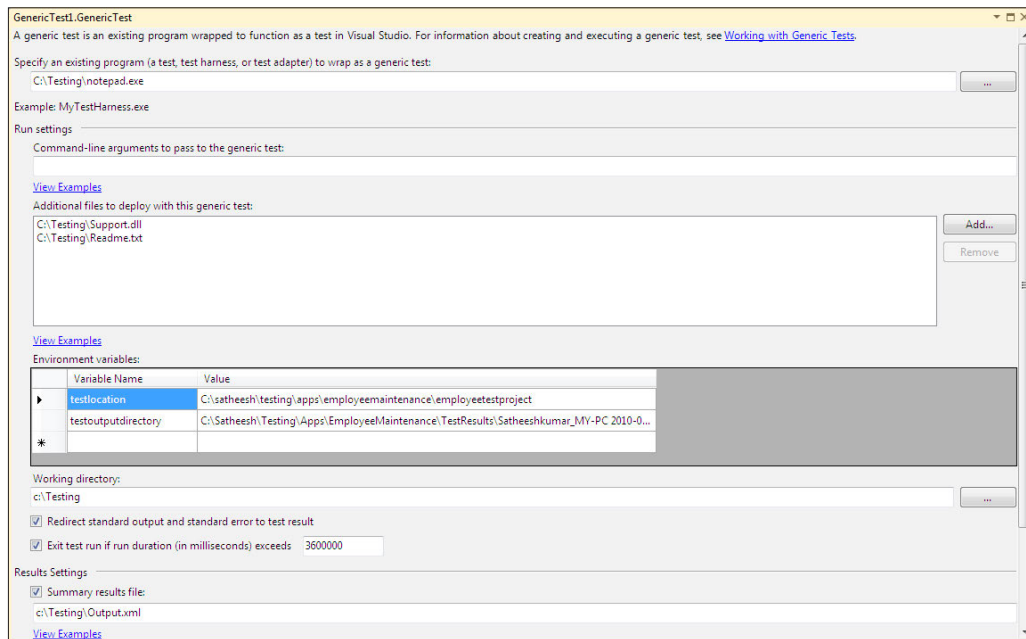 GenericTest1.GenericTest
A generic test is an existing program wrapped to function as a test in Visual Studio. For information about creating and executing a generic test, see Working with Generic Tests.
Specify an existing program (a test, test harness, or test adapter) to wrap as a generic test:
C:\Testing\notepad.exe
...
Example: MyTestHarness.exe
Run settings
Command-line arguments to pass to the generic test:
View Examples
Additional files to deploy with this generic test:
C:\Testing\Support.dll
C:\Testing\Readme.txt
Add...
Remove
View Examples
Environment variables:
Variable Name Value
testlocation C:\satheesh\testing\apps\employeemaintenance\employeetestproject
testoutputdirectory C:\Satheesh\Testing\Apps\EmployeeMaintenance\TestResults\Satheeshkumar_MY-PC 2010-0...
Working directory:
c:\Testing
...
Redirect standard output and standard error to test result
Exit test run if run duration (in milliseconds) exceeds 3600000
Results Settings
Summary results file:
c:\Testing\Output.xml
View Examples